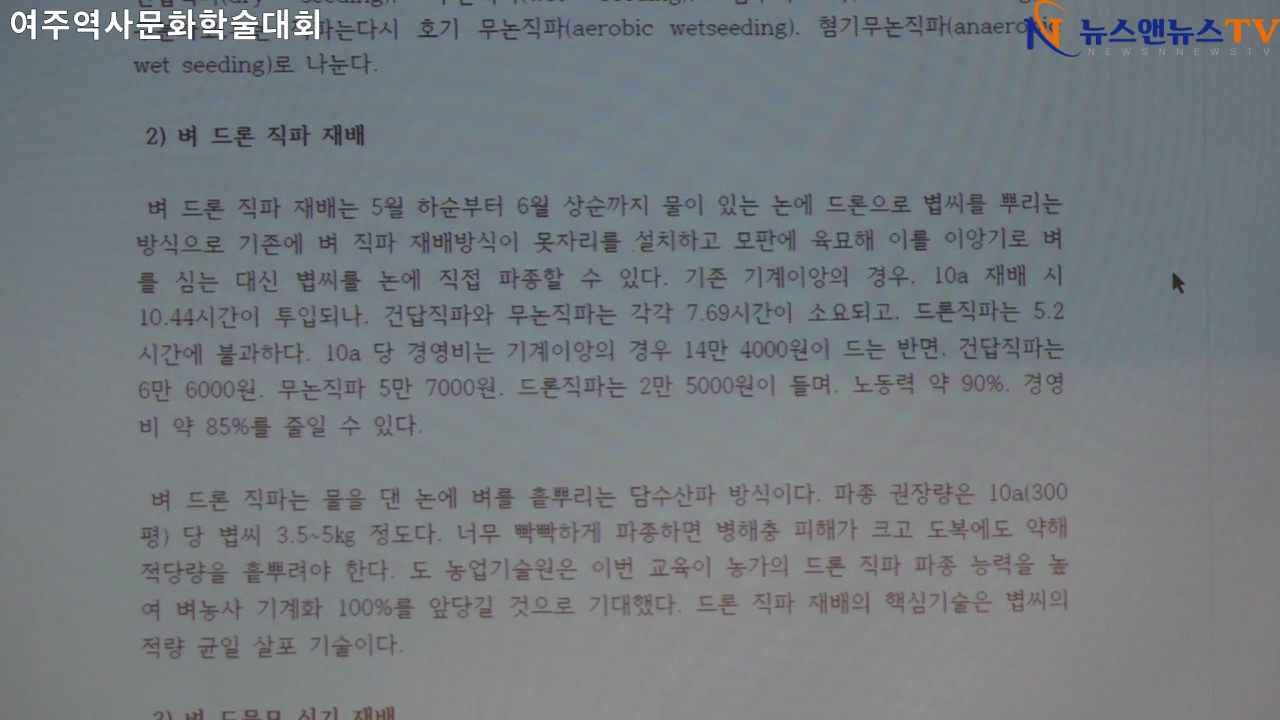 여주역사문화학술대회
뉴스앤뉴스TV
NEWSNNEWSTV
호기 무논직파(aerobic wetseeding). 혐기무논직파(anaerobic
wet seeding)로 나눈다.
2) 벼 드론 직파 재배
벼 드론 직파 재배는 5월 하순부터 6월 상순까지 물이 있는 논에 드론으로 볍씨를 뿌리는
방식으로 기존에 벼 직파 재배방식이 못자리를 설치하고 모판에 육묘해 이를 이앙기로 벼
를 심는 대신 볍씨를 논에 직접 파종할 수 있다. 기존 기계이앙의 경우. 10a 재배 시
10.44시간이 투입되나. 건답직파와 무논직파는 각각 7.69시간이 소요되고. 드론직파는 5.2
시간에 불과하다. 10a 당 경영비는 기계이앙의 경우 14만 4000원이 드는 반면. 건답직파는
6만 6000원. 무논직파 5만 7000원. 드론직파는 2만 5000원이 들며. 노동력 약 90%. 경영
비 약 85%를 줄일 수 있다.
벼 드론 직파는 물을 댄 논에 벼를 흩뿌리는 담수산파 방식이다. 파종 권장량은 10a(300
평) 당 볍씨 3.5~5kg 정도다. 너무 빽빽하게 파종하면 병해충 피해가 크고 도복에도 약해
적당량을 흩뿌려야 한다. 도 농업기술원은 이번 교육이 농가의 드론 직파 파종 능력을 높
여 벼농사 기계화 100%를 앞당길 것으로 기대했다. 드론 직파 재배의 핵심기술은 볍씨의
적량 균일 살포 기술이다.